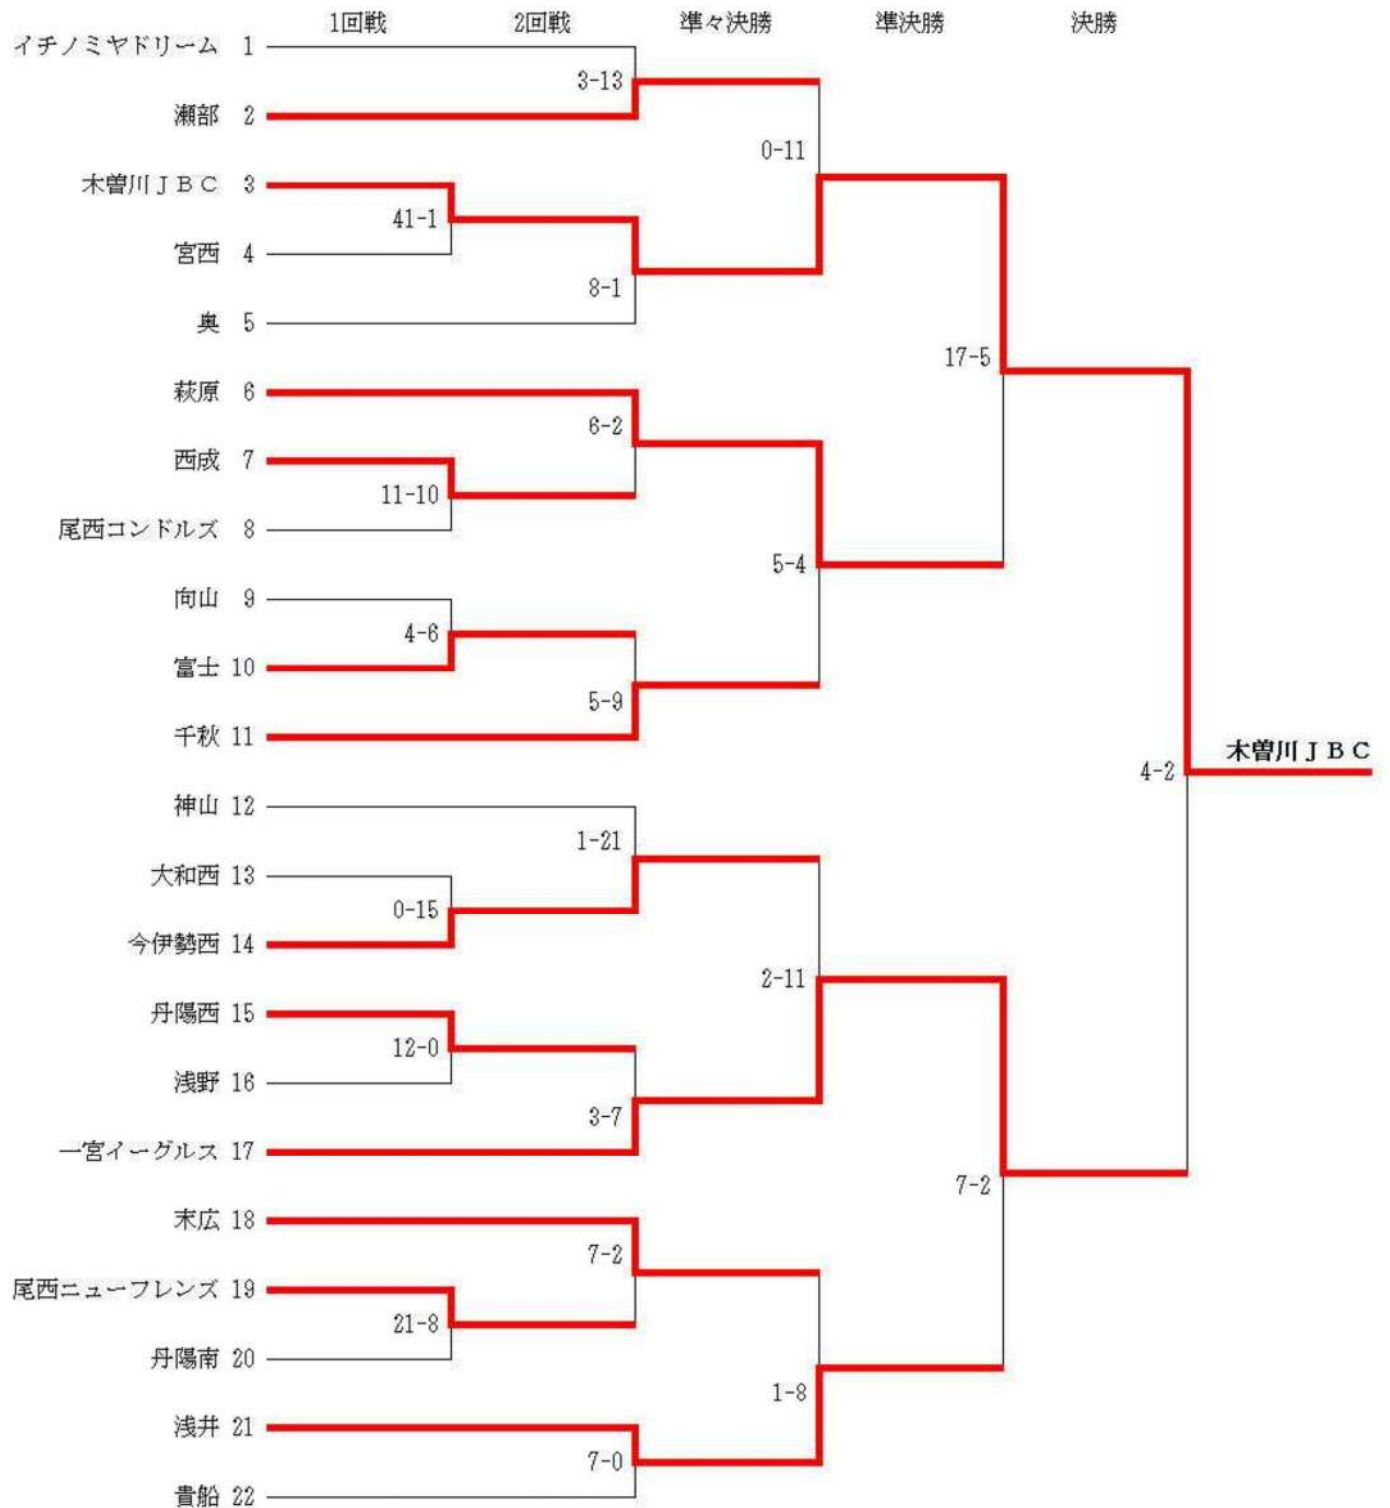 1回戦 2回戦 準々決勝 準決勝 決勝
イチノミヤドリーム 1
3-13
瀬部 2
0-11
木曽川ＪＢＣ 3
41-1
宮西 4
8-1
奥 5
17-5
萩原 6
6-2
西成 7
11-10
尾西コンドルズ 8
5-4
向山 9
4-6
富士 10
5-9
千秋 11
木曽川ＪＢＣ
4-2
神山 12
1-21
大和西 13
0-15
今伊勢西 14
2-11
丹陽西 15
12-0
浅野 16
3-7
一宮イーグルス 17
7-2
末広 18
7-2
尾西ニューフレンズ 19
21-8
丹陽南 20
1-8
浅井 21
7-0
貴船 22